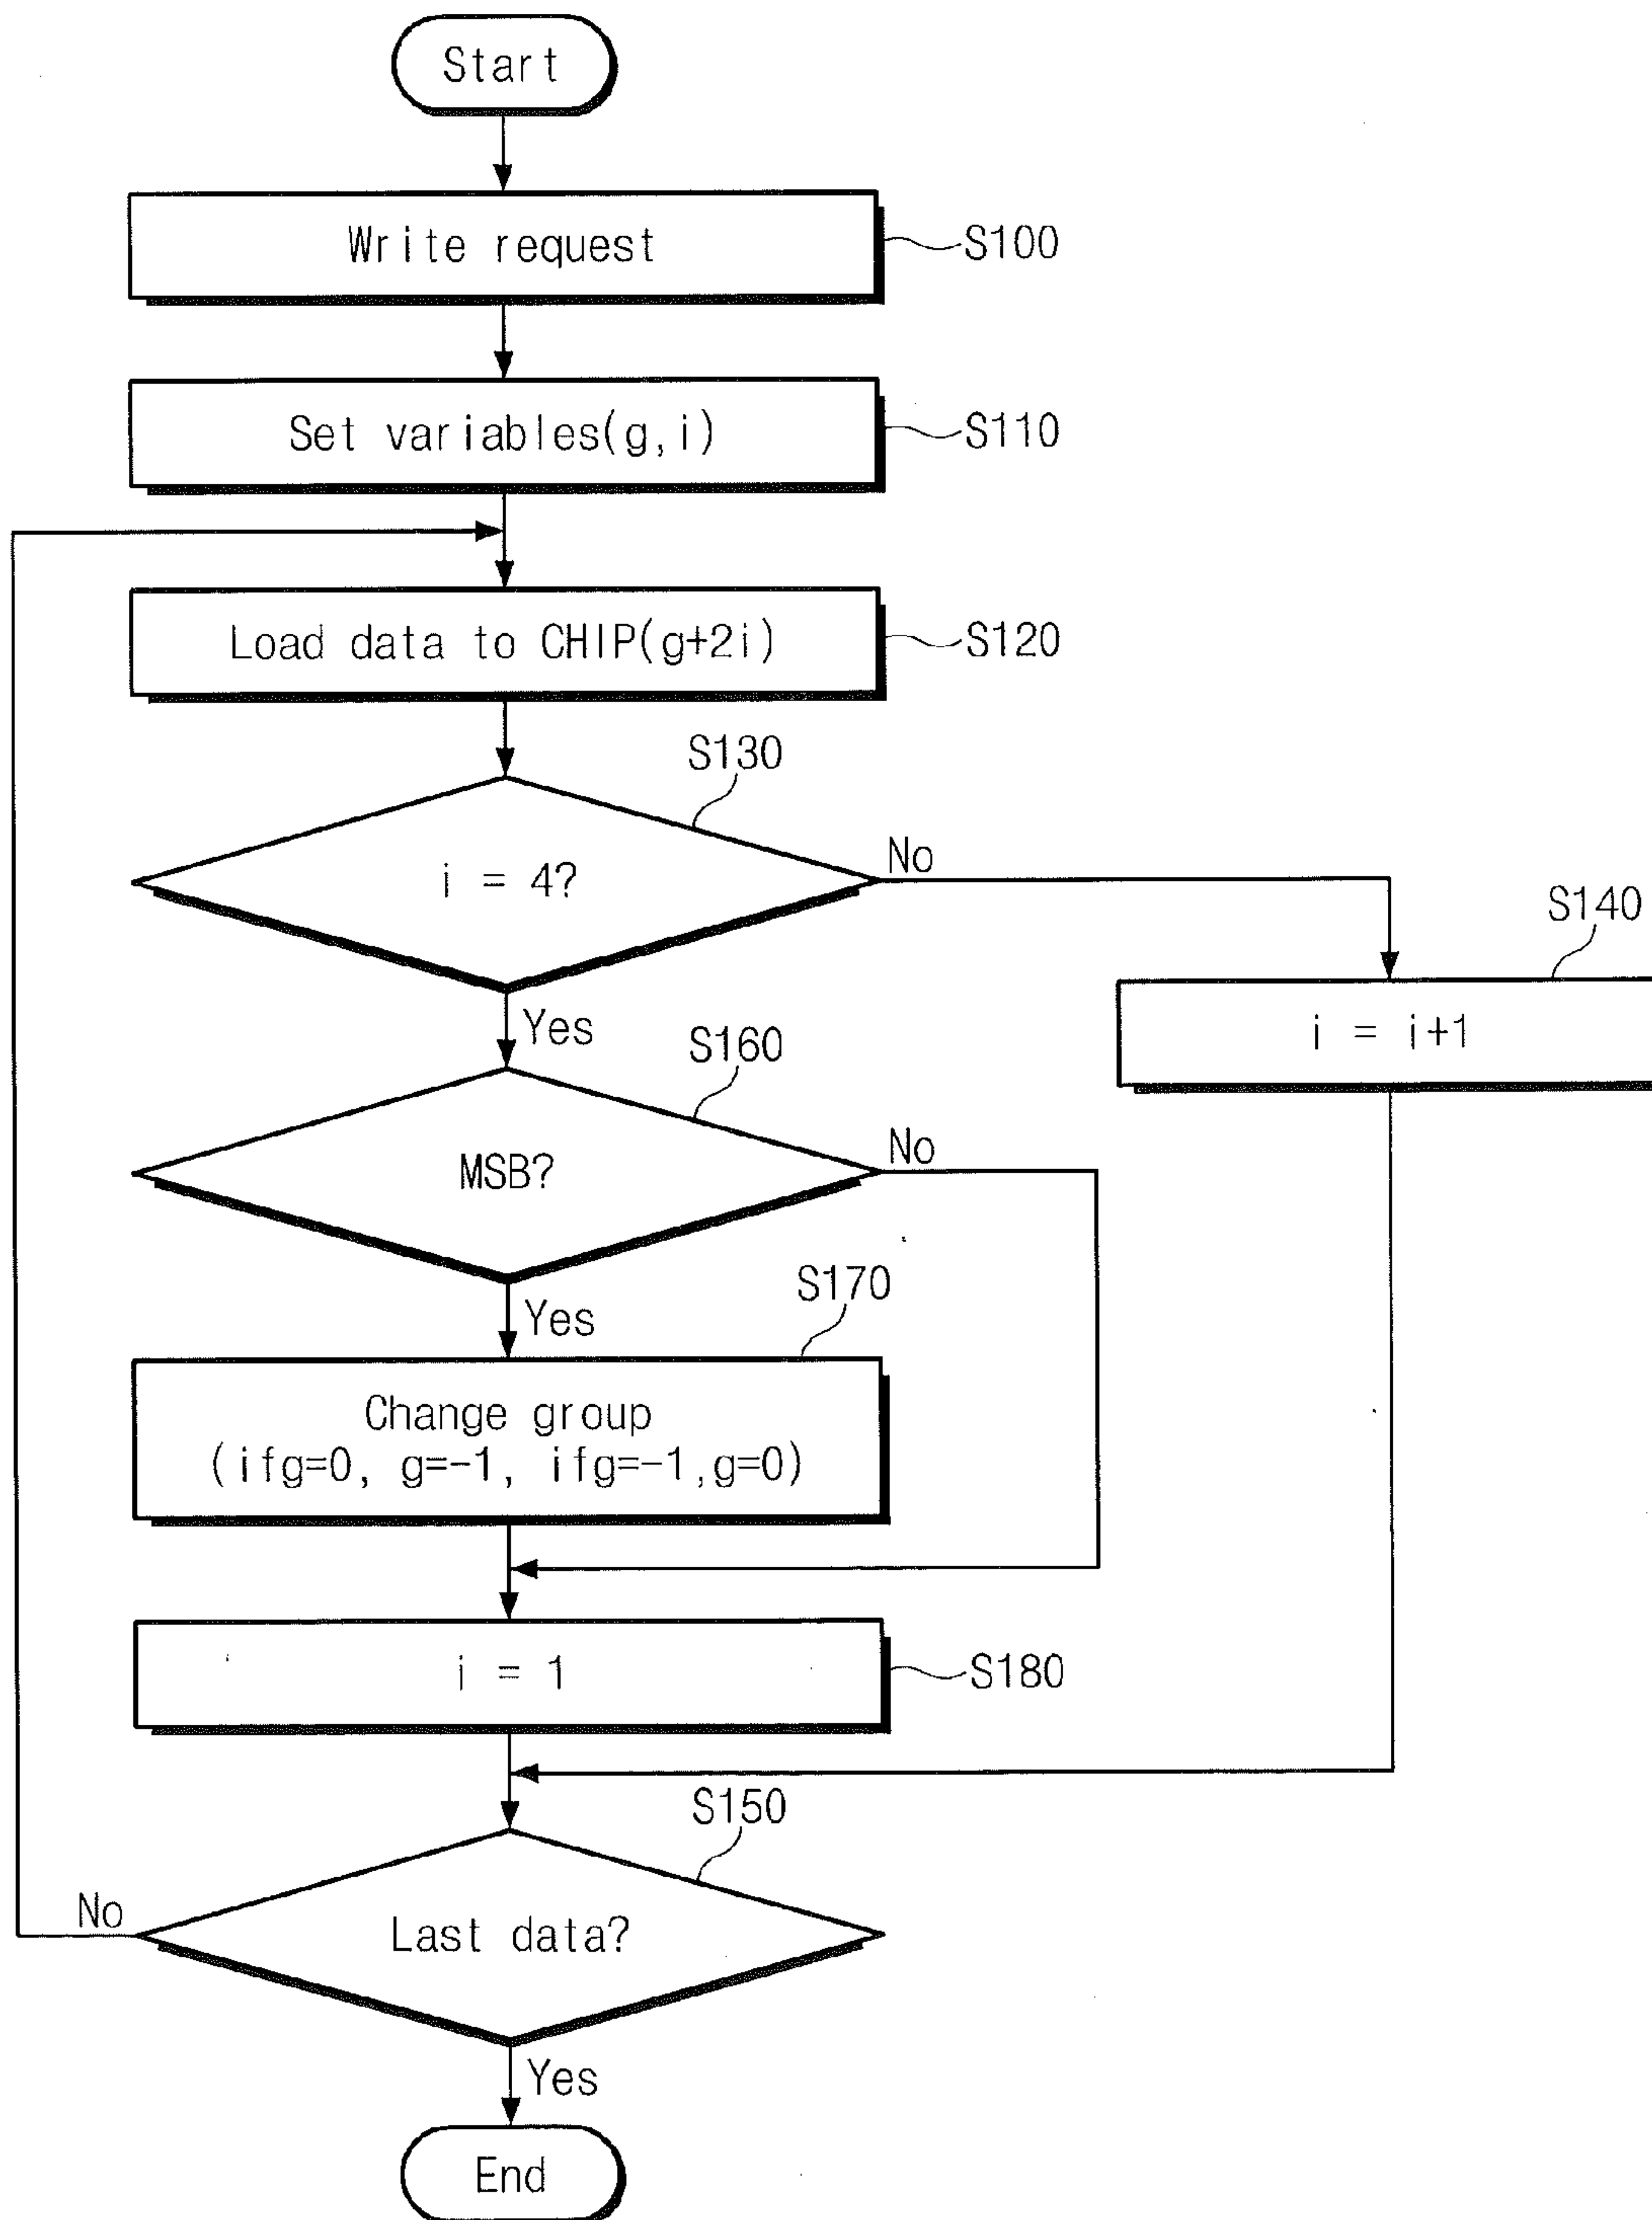 Start
Write request
S100
Set variables(g,i)
S110
Load data to CHIP(g+2i)
S120
S130
i = 4?
No
S140
i = i+1
Yes
S160
MSB?
No
S170
Yes
Change group
(ifg=0, g=-1, ifg=-1,g=0)
i = 1
S180
S150
Last data?
No
Yes
End